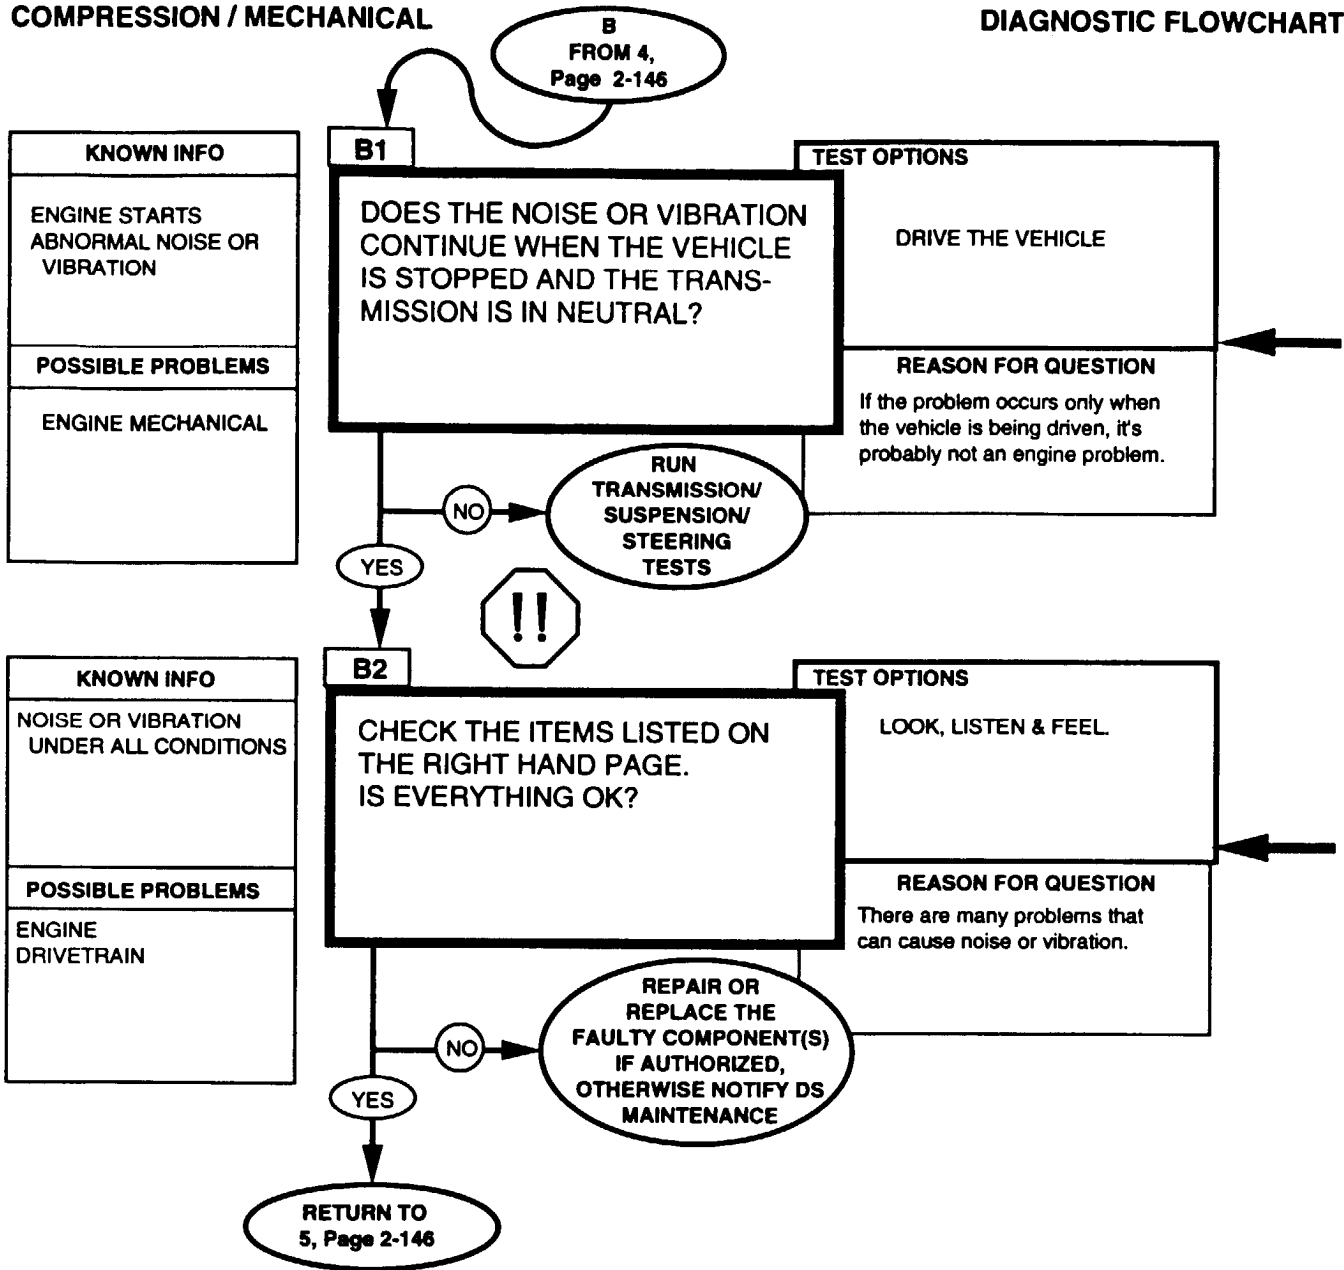 COMPRESSION / MECHANICAL
DIAGNOSTIC FLOWCHART
B
FROM 4,
Page 2-146
KNOWN INFO
ENGINE STARTS
ABNORMAL NOISE OR
VIBRATION
POSSIBLE PROBLEMS
ENGINE MECHANICAL
B1
DOES THE NOISE OR VIBRATION
CONTINUE WHEN THE VEHICLE
IS STOPPED AND THE TRANS-
MISSION IS IN NEUTRAL?
TEST OPTIONS
DRIVE THE VEHICLE
REASON FOR QUESTION
If the problem occurs only when
the vehicle is being driven, it's
probably not an engine problem.
NO
RUN
TRANSMISSION/
SUSPENSION/
STEERING
TESTS
YES
!!
KNOWN INFO
NOISE OR VIBRATION
UNDER ALL CONDITIONS
POSSIBLE PROBLEMS
ENGINE
DRIVETRAIN
B2
CHECK THE ITEMS LISTED ON
THE RIGHT HAND PAGE.
IS EVERYTHING OK?
TEST OPTIONS
LOOK, LISTEN & FEEL.
REASON FOR QUESTION
There are many problems that
can cause noise or vibration.
NO
REPAIR OR
REPLACE THE
FAULTY COMPONENT(S)
IF AUTHORIZED,
OTHERWISE NOTIFY DS
MAINTENANCE
YES
RETURN TO
5, Page 2-146